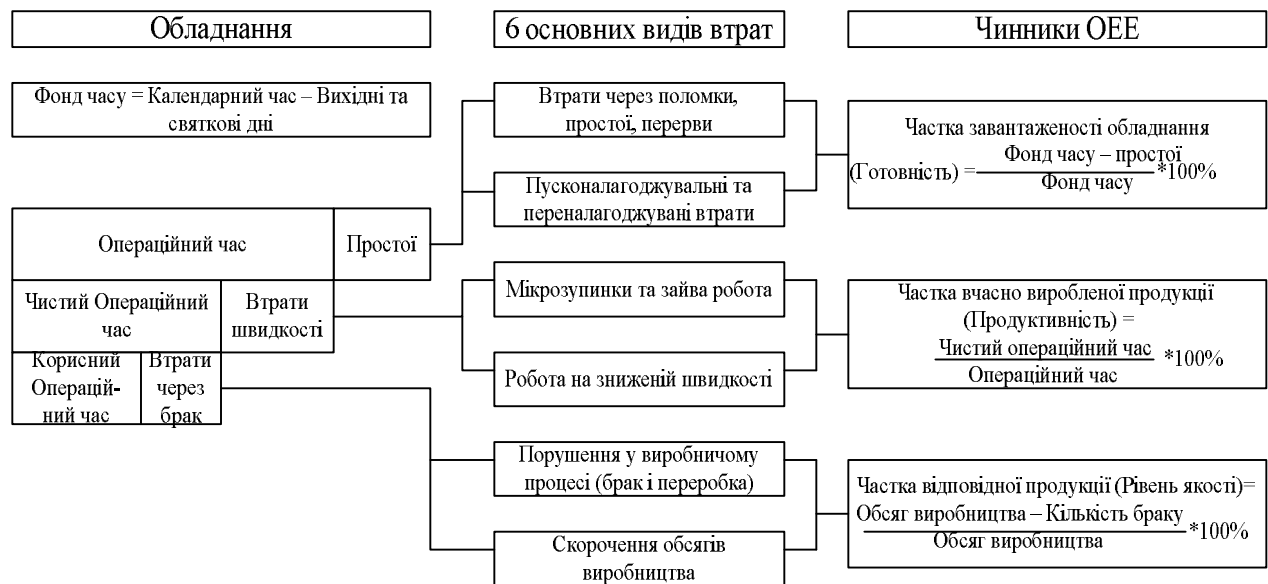 Обладнання
6 основних видів втрат
Чинники ОЕЕ
Фонд часу = Календарний час – Вихідні та
святкові дні
Операційний час
Простої
Чистий Операційний
час
Втрати
швидкості
Корисний
Операцій-
ний час
Втрати
через
брак
Втрати через поломки,
простої, перерви
Пусконалагоджувальні та
переналагоджувані втрати
Мікрозупинки та зайва робота
Робота на зниженій швидкості
Порушення у виробничому
процесі (брак і переробка)
Скорочення обсягів
виробництва
Частка завантаженості обладнання
Фонд часу – простої
(Готовність) = *100%
Фонд часу
Частка вчасно виробленої продукції
(Продуктивність) =
Чистий операційний час
*100%
Операційний час
Частка відповідної продукції (Рівень якості)=
Обсяг виробництва – Кількість браку
*100%
Обсяг виробництва